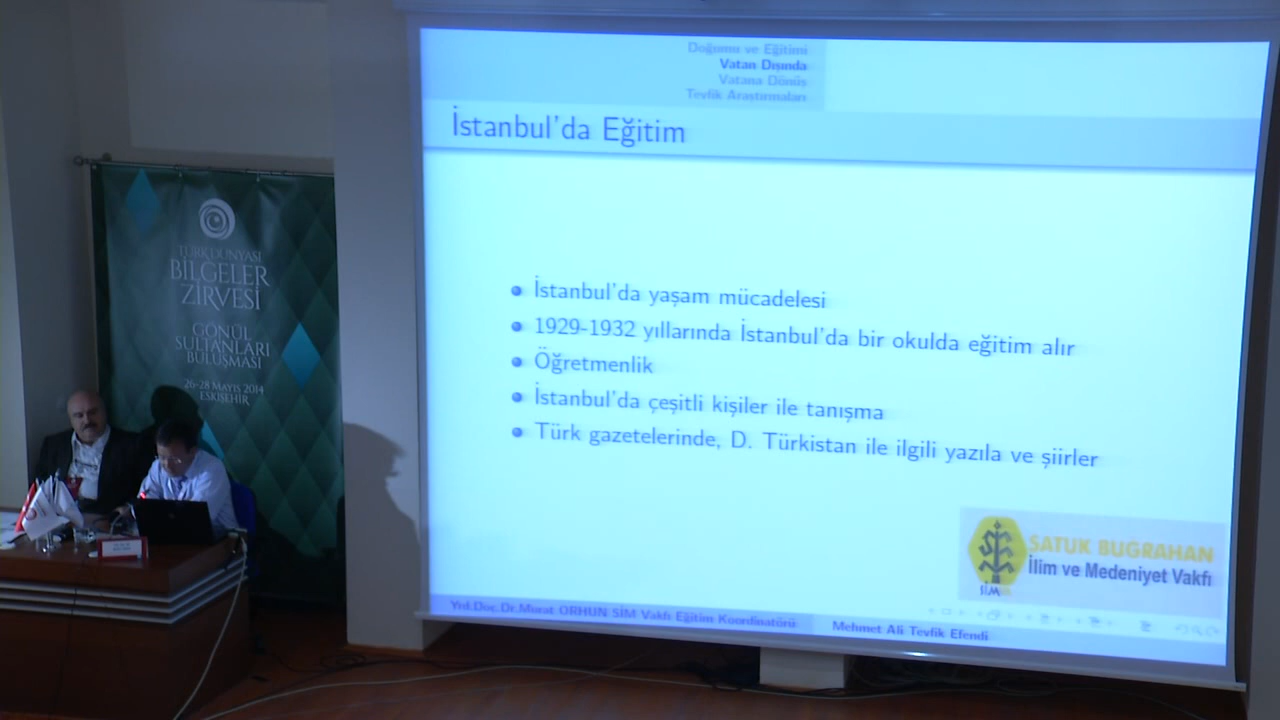 TÜRK DÜNYASI
BİLGELER
ZİRVESİ
GÖNÜL
SULTANLARI
BULUŞMASI
26-28 MAYIS 2014
ESKİŞEHİR
Doğumu ve Eğitimi
Vatan Dışında
Vatana Dönüş
Tevfik Araştırmaları
İstanbul'da Eğitim
İstanbul'da yaşam mücadelesi
1929-1932 yıllarında İstanbul'da bir okulda eğitim alır
Öğretmenlik
İstanbul'da çeşitli kişiler ile tanışma
Türk gazetelerinde, D. Türkistan ile ilgili yazıla ve şiirler
SATUK BUGRAHAN
İlim ve Medeniyet Vakfı
SİM
Yrd.Doc.Dr.Murat ORHUN SİM Vakfı Eğitim Koordinatörü
Mehmet Ali Tevfik Efendi